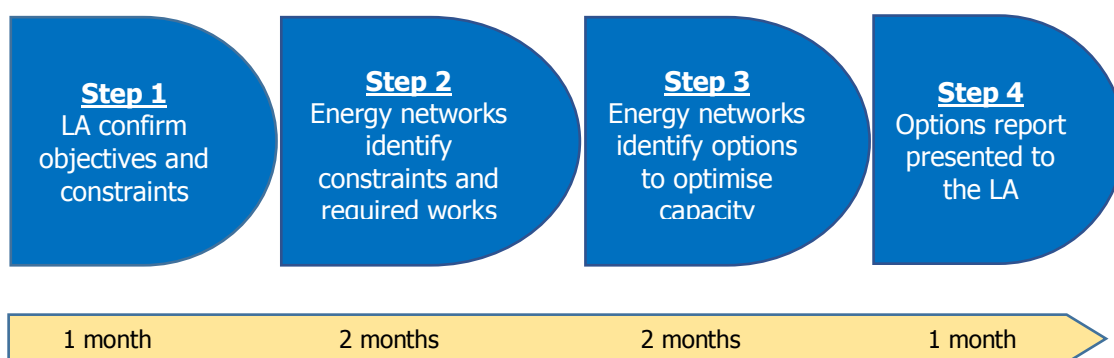 Step 1
LA confirm
objectives and
constraints
Step 2
Energy networks
identify
constraints and
required works
Step 3
Energy networks
identify options
to optimise
capacity
Step 4
Options report
presented to
the LA
1 month
2 months
2 months
1 month